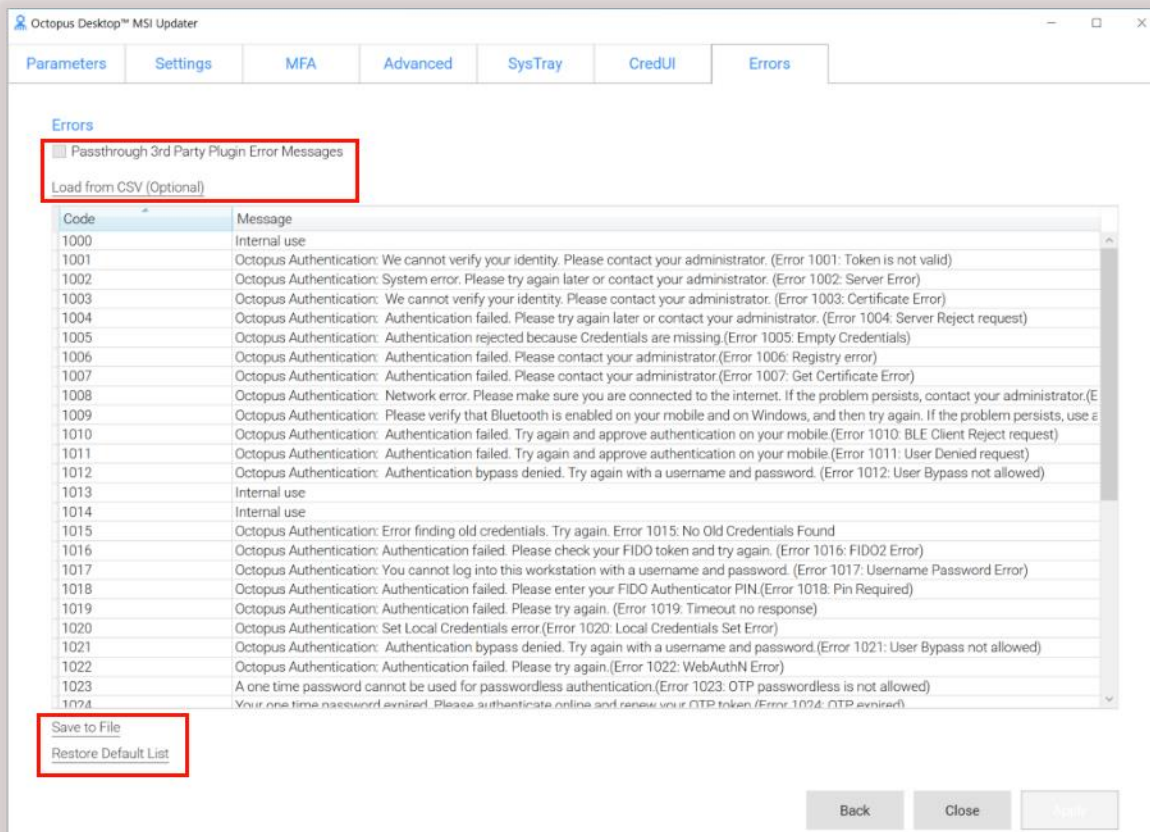 Octopus Desktop™ MSI Updater
Parameters Settings MFA Advanced SysTray CredUI Errors
Errors
Passthrough 3rd Party Plugin Error Messages
Load from CSV (Optional)
Code Message
1000 Internal use
1001 Octopus Authentication: We cannot verify your identity. Please contact your administrator. (Error 1001: Token is not valid)
1002 Octopus Authentication: System error. Please try again later or contact your administrator. (Error 1002: Server Error)
1003 Octopus Authentication: We cannot verify your identity. Please contact your administrator. (Error 1003: Certificate Error)
1004 Octopus Authentication: Authentication failed. Please try again later or contact your administrator. (Error 1004: Server Reject request)
1005 Octopus Authentication: Authentication rejected because Credentials are missing.(Error 1005: Empty Credentials)
1006 Octopus Authentication: Authentication failed. Please contact your administrator.(Error 1006: Registry error)
1007 Octopus Authentication: Authentication failed. Please contact your administrator.(Error 1007: Get Certificate Error)
1008 Octopus Authentication: Network error. Please make sure you are connected to the internet. If the problem persists, contact your administrator.(E
1009 Octopus Authentication: Please verify that Bluetooth is enabled on your mobile and on Windows, and then try again. If the problem persists, use a
1010 Octopus Authentication: Authentication failed. Try again and approve authentication on your mobile.(Error 1010: BLE Client Reject request)
1011 Octopus Authentication: Authentication failed. Try again and approve authentication on your mobile.(Error 1011: User Denied request)
1012 Octopus Authentication: Authentication bypass denied. Try again with a username and password. (Error 1012: User Bypass not allowed)
1013 Internal use
1014 Internal use
1015 Octopus Authentication: Error finding old credentials. Try again. Error 1015: No Old Credentials Found
1016 Octopus Authentication: Authentication failed. Please check your FIDO token and try again. (Error 1016: FIDO2 Error)
1017 Octopus Authentication: You cannot log into this workstation with a username and password. (Error 1017: Username Password Error)
1018 Octopus Authentication: Authentication failed. Please enter your FIDO Authenticator PIN.(Error 1018: Pin Required)
1019 Octopus Authentication: Authentication failed. Please try again. (Error 1019: Timeout no response)
1020 Octopus Authentication: Set Local Credentials error.(Error 1020: Local Credentials Set Error)
1021 Octopus Authentication: Authentication bypass denied. Try again with a username and password.(Error 1021: User Bypass not allowed)
1022 Octopus Authentication: Authentication failed. Please try again.(Error 1022: WebAuthN Error)
1023 A one time password cannot be used for passwordless authentication.(Error 1023: OTP passwordless is not allowed)
1024 Your one time password expired. Please authenticate online and renew your OTP token.(Error 1024: OTP expired)
Save to File
Restore Default List
Back Close Apply